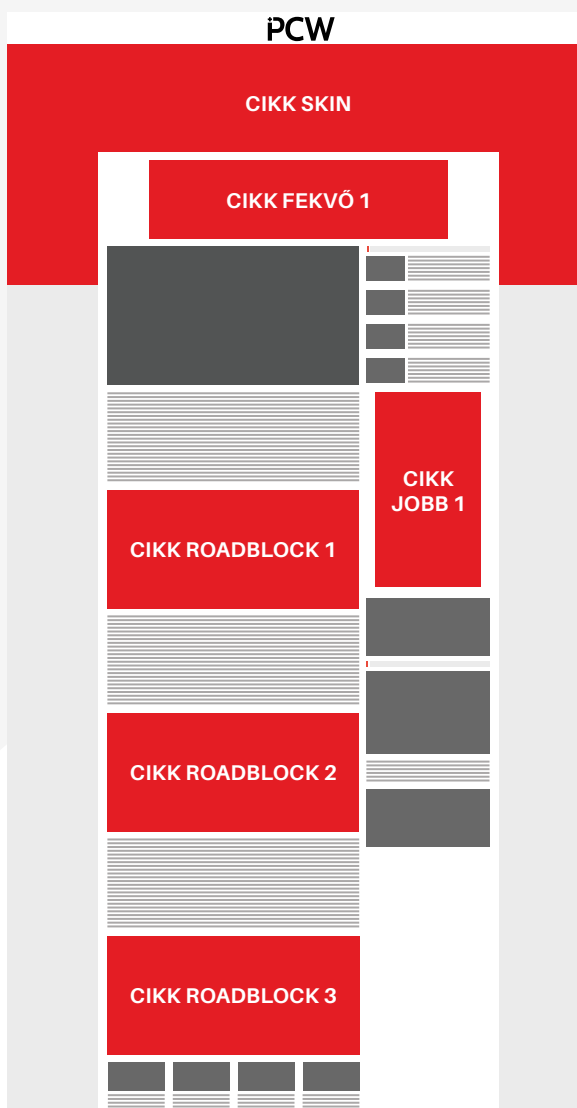 PCW
CIKK SKIN
CIKK FEKVŐ 1
CIKK
JOBB 1
CIKK ROADBLOCK 1
CIKK ROADBLOCK 2
CIKK ROADBLOCK 3